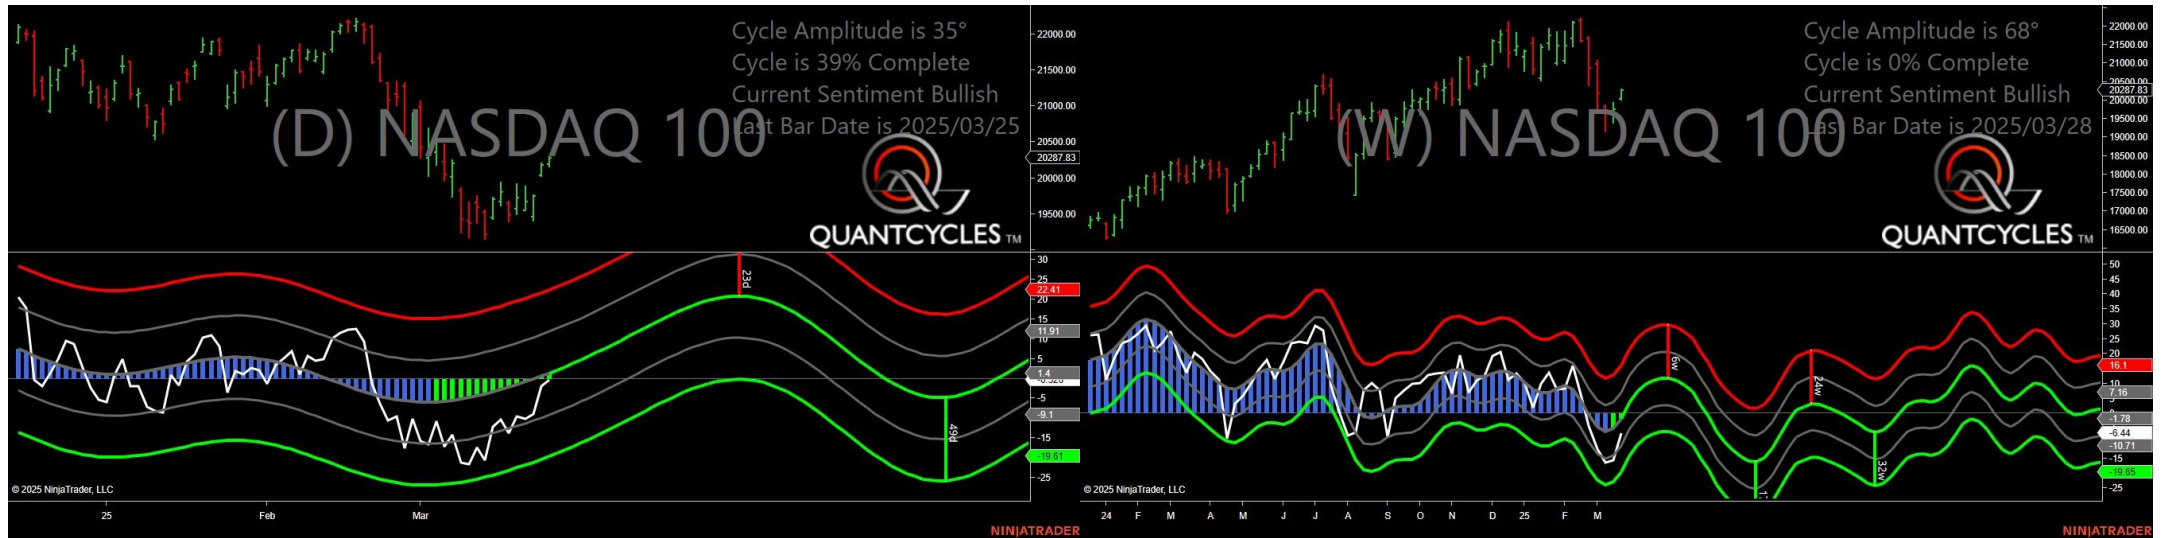 Cycle Amplitude is 35°
Cycle is 39% Complete
Current Sentiment Bullish
Last Bar Date is 2025/03/25
(D) NASDAQ 100
QUANTCYCLES TM
22000.00
21500.00
21000.00
20500.00
20287.83
20000.00
19500.00
30
25
22.41
20
15
11.91
10
5
1.4
-5
-9.1
-15
-19.61
-25
23d
49d
© 2025 NinjaTrader, LLC
25 Feb Mar
NINJATRADER
Cycle Amplitude is 68°
Cycle is 0% Complete
Current Sentiment Bullish
Last Bar Date is 2025/03/28
(W) NASDAQ 100
QUANTCYCLES TM
22000.00
21500.00
21000.00
20500.00
20287.83
20000.00
19500.00
19000.00
18500.00
18000.00
17500.00
17000.00
16500.00
50
45
40
35
30
25
20
16.1
10
7.16
-1.78
-6.44
-10.71
-15
-19.65
-25
6w
24w
32w
© 2025 NinjaTrader, LLC
24 F M A M J J A S O N D 25 F M
NINJATRADER